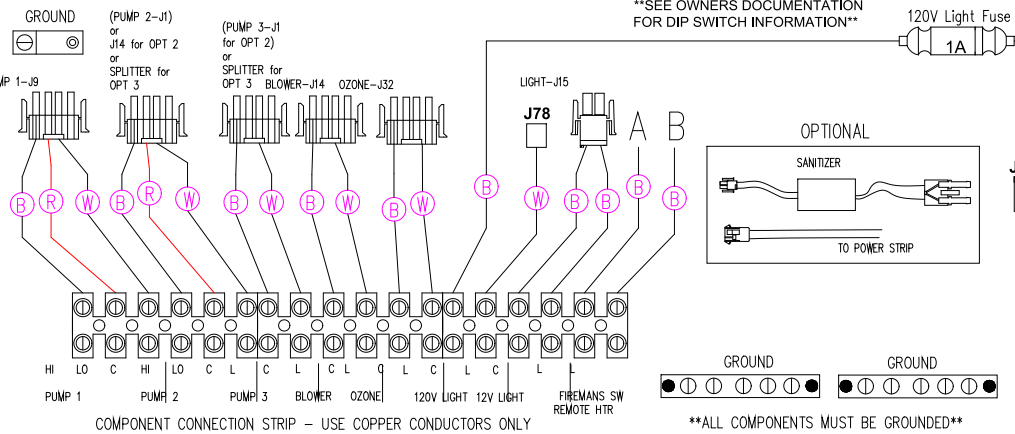 **SEE OWNERS DOCUMENTATION
FOR DIP SWITCH INFORMATION**
GROUND
(PUMP 2-J1)
or
J14 for OPT 2
or
SPLITTER for
OPT 3
(PUMP 3-J1
for OPT 2)
or
SPLITTER for
OPT 3
BLOWER-J14
OZONE-J32
120V Light Fuse
1A
MP 1-J9
LIGHT-J15
J78
A B
OPTIONAL
SANITIZER
TO POWER STRIP
J
B R W B R W B W B W B W B W B B B B
HI LO C HI LO C L C L C L C L C L C L L
PUMP 1 PUMP 2 PUMP 3 BLOWER OZONE 120V LIGHT 12V LIGHT FIREMANS SW
REMOTE HTR
COMPONENT CONNECTION STRIP – USE COPPER CONDUCTORS ONLY
GROUND GROUND
**ALL COMPONENTS MUST BE GROUNDED**